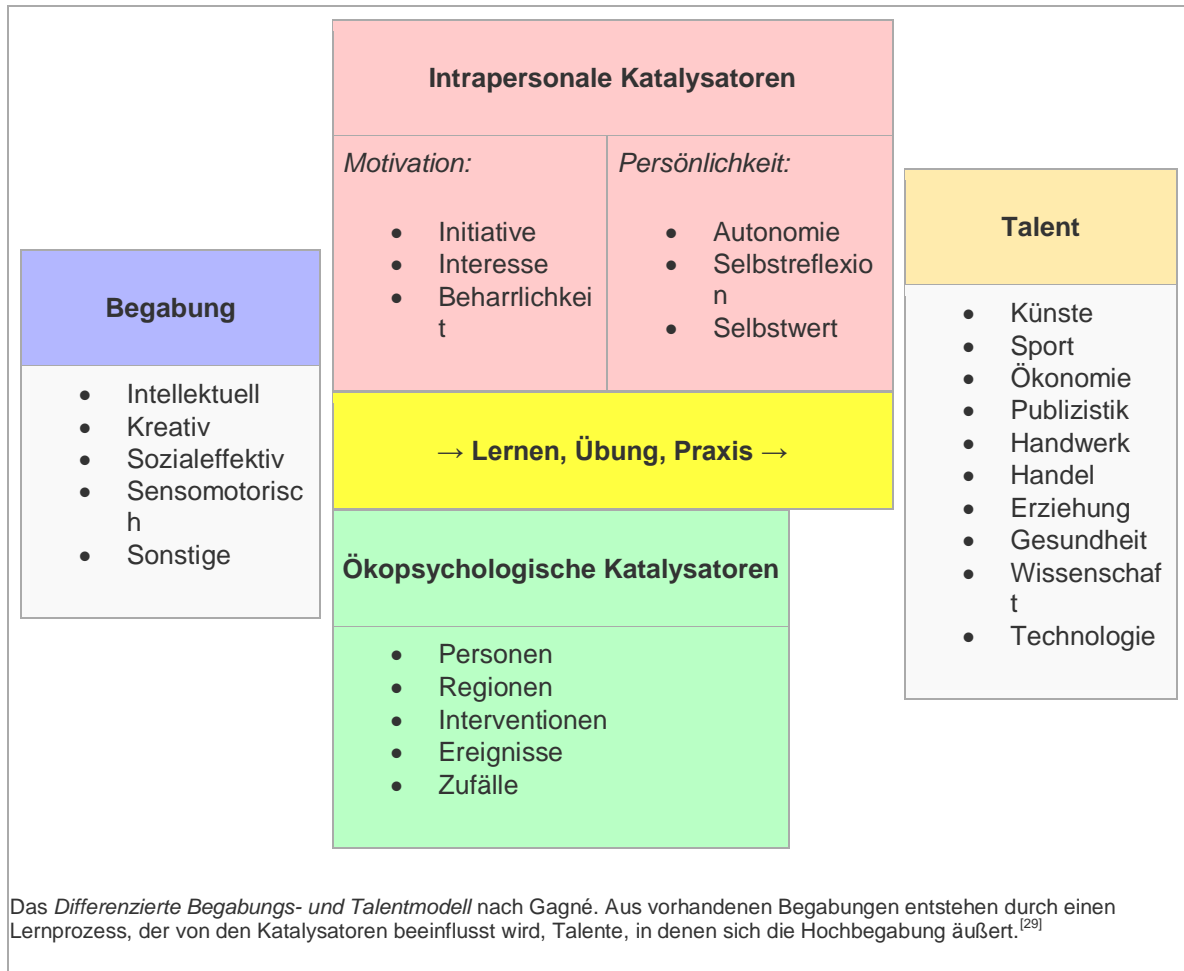 Intrapersonale Katalysatoren
Motivation:
• Initiative
• Interesse
• Beharrlichkei
t
Persönlichkeit:
• Autonomie
• Selbstreflexio
n
• Selbstwert
Begabung
• Intellektuell
• Kreativ
• Sozialeffektiv
• Sensomotorisc
h
• Sonstige
→ Lernen, Übung, Praxis →
Ökopsychologische Katalysatoren
• Personen
• Regionen
• Interventionen
• Ereignisse
• Zufälle
Talent
• Künste
• Sport
• Ökonomie
• Publizistik
• Handwerk
• Handel
• Erziehung
• Gesundheit
• Wissenschaf
t
• Technologie
Das Differenzierte Begabungs- und Talentmodell nach Gagné. Aus vorhandenen Begabungen entstehen durch einen
Lernprozess, der von den Katalysatoren beeinflusst wird, Talente, in denen sich die Hochbegabung äußert.[29]